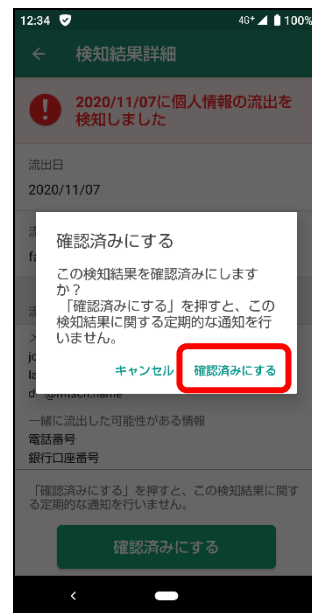 12:34 4G+ 100%
検知結果詳細
2020/11/07に個人情報の流出を
検知しました
流出日
2020/11/07
確認済みにする
この検知結果を確認済みにします
か？
「確認済みにする」を押すと、この
検知結果に関する定期的な通知を行
いません。
キャンセル 確認済みにする
一緒に流出した可能性がある情報
電話番号
銀行口座番号
「確認済みにする」を押すと、この検知結果に関す
る定期的な通知を行いません。
確認済みにする